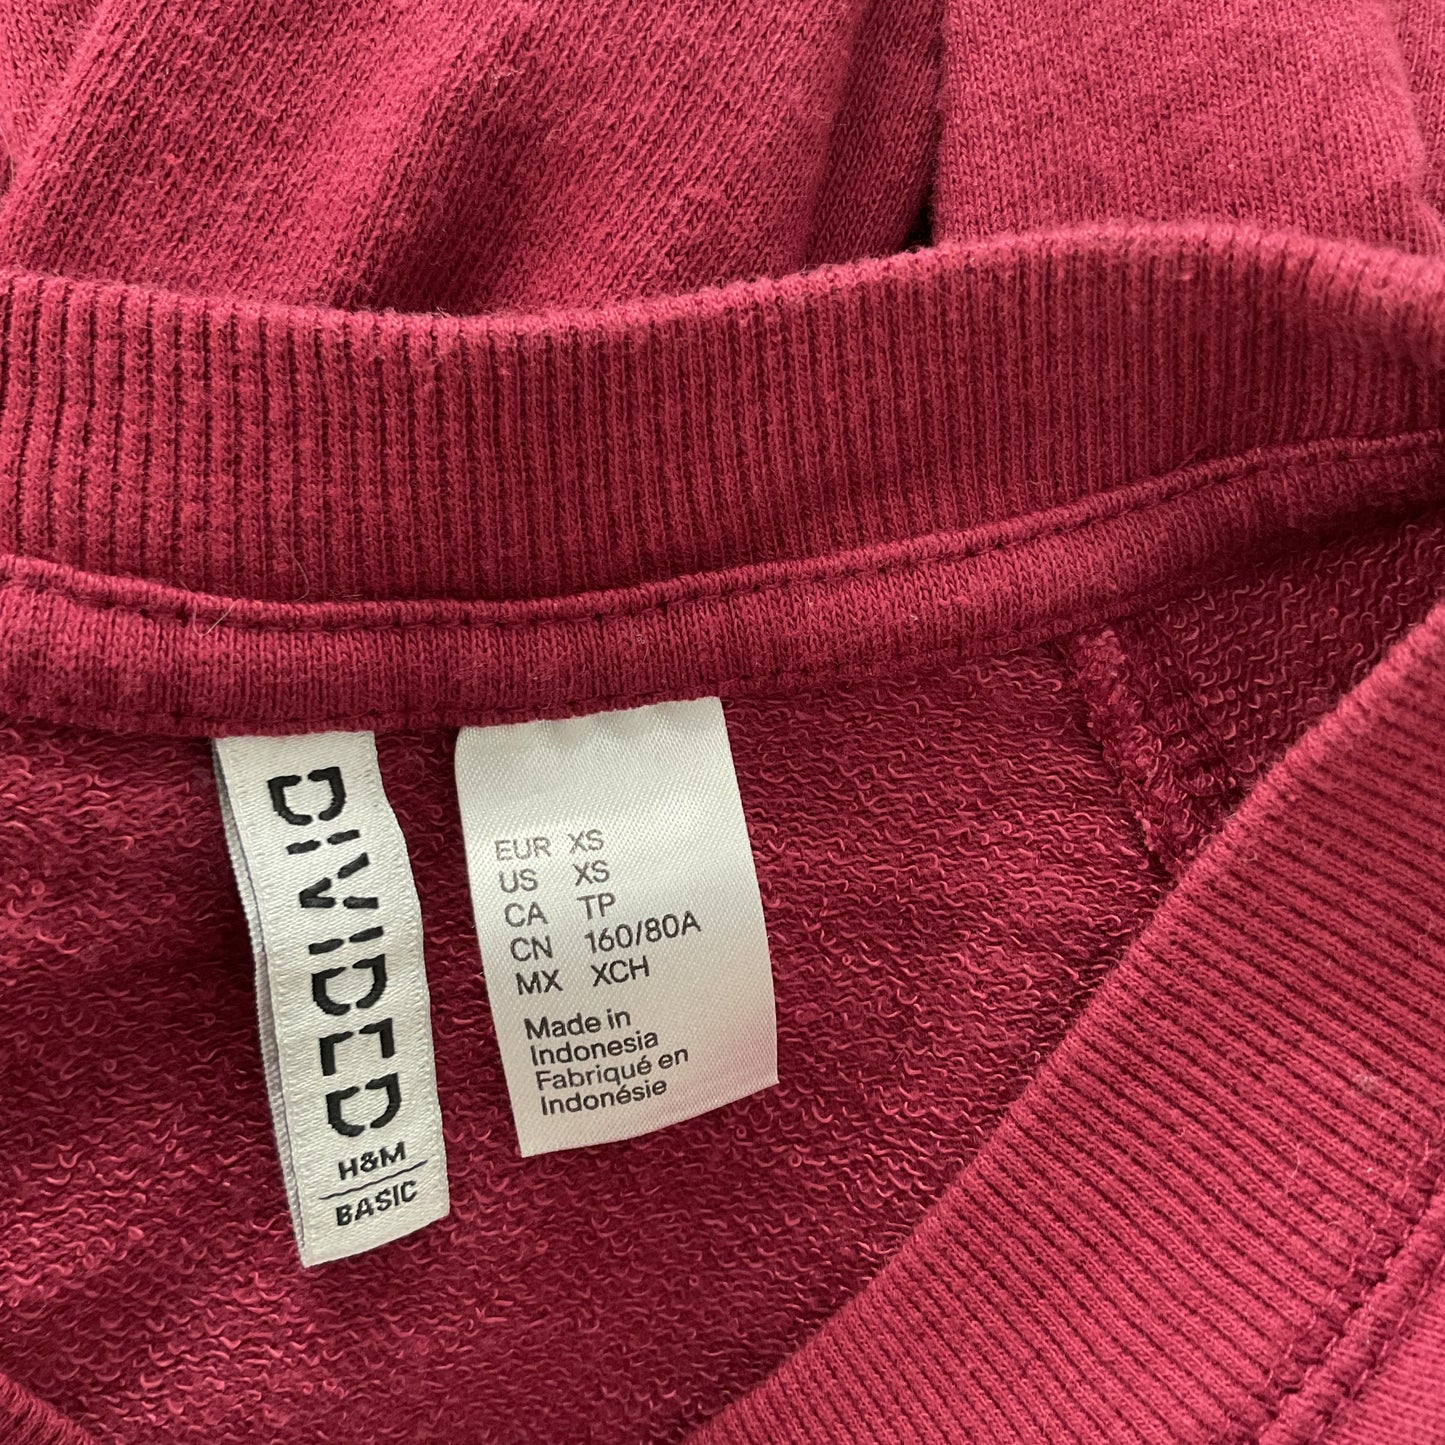 DIVIDED
H&M
BASIC
EUR XS
US XS
CA TP
CN 160/80A
MX XCH
Made in
Indonesia
Fabriqué en
Indonésie